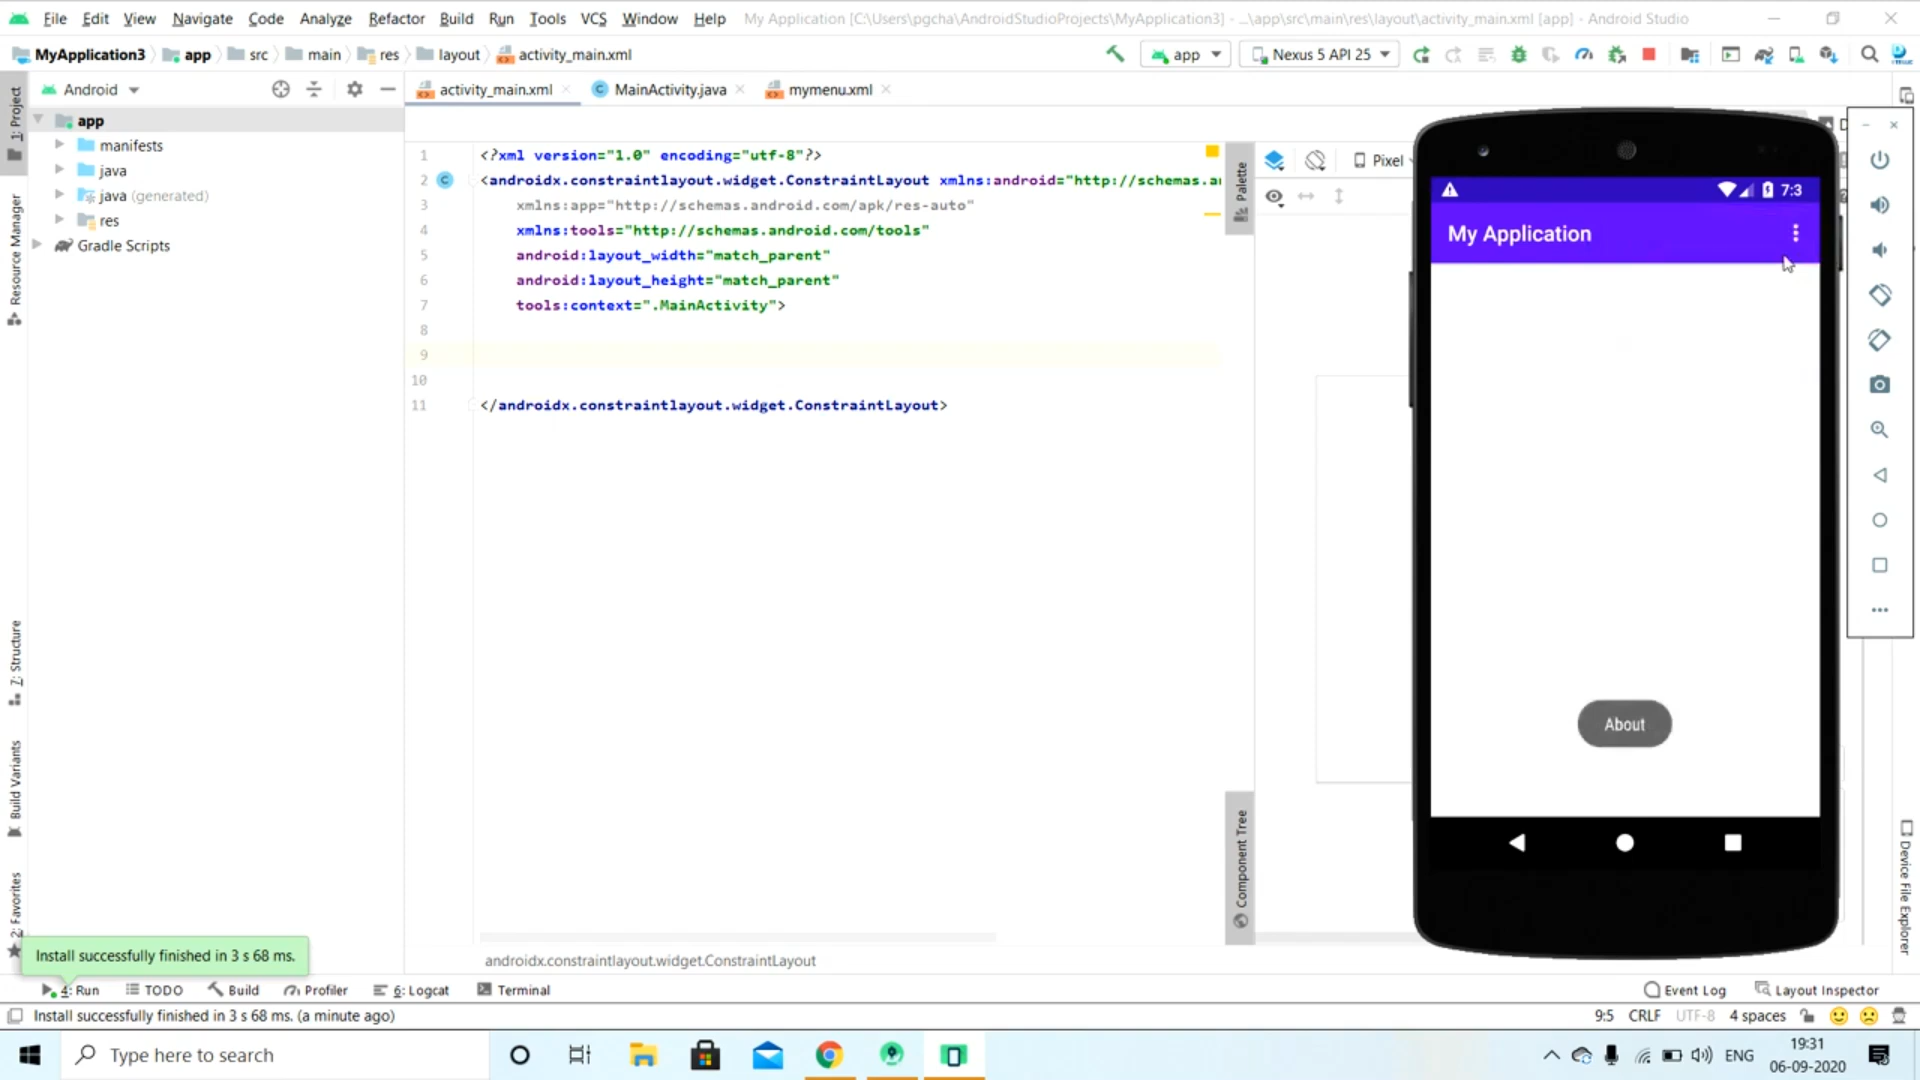 File Edit View Navigate Code Analyze Refactor Build Run Tools VCS Window Help My Application [C:\Users\pgcha\AndroidStudioProjects\MyApplication3] - ...\app\src\main\res\layout\activity_main.xml [app] - Android Studio
MyApplication3 app src main res layout activity_main.xml app Nexus 5 API 25
Android
activity_main.xml MainActivity.java mymenu.xml
1: Project
Resource Manager
7: Structure
Build Variants
2: Favorites
app
manifests
java
java (generated)
res
Gradle Scripts
1 <?xml version="1.0" encoding="utf-8"?>
2 <androidx.constraintlayout.widget.ConstraintLayout xmlns:android="http://schemas.a
3 xmlns:app="http://schemas.android.com/apk/res-auto"
4 xmlns:tools="http://schemas.android.com/tools"
5 android:layout_width="match_parent"
6 android:layout_height="match_parent"
7 tools:context=".MainActivity">
8
9
10
11 </androidx.constraintlayout.widget.ConstraintLayout>
Palette
Pixel
Component Tree
7:3
My Application
About
Device File Explorer
Install successfully finished in 3 s 68 ms.
androidx.constraintlayout.widget.ConstraintLayout
4: Run TODO Build Profiler 6: Logcat Terminal Event Log Layout Inspector
Install successfully finished in 3 s 68 ms. (a minute ago) 9:5 CRLF UTF-8 4 spaces
Type here to search
ENG
19:31
06-09-2020